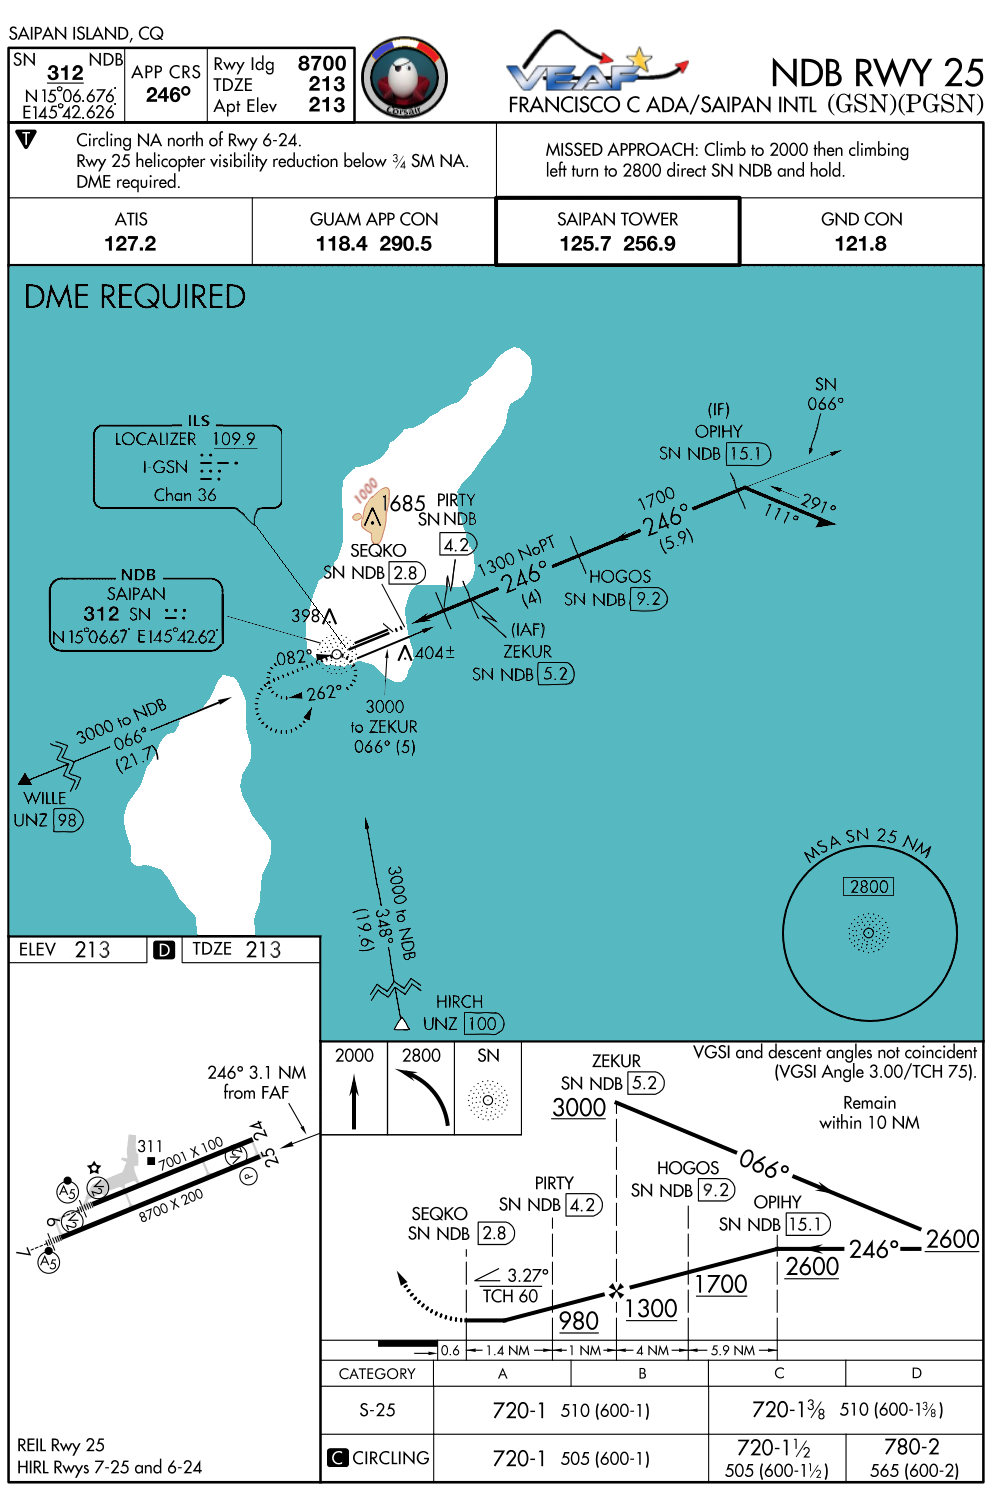 SAIPAN ISLAND, CQ
SN 312 NDB
N15°06.676'
E145°42.626'
APP CRS
246°
Rwy ldg 8700
TDZE 213
Apt Elev 213
Corsair
VEAF
NDB RWY 25
FRANCISCO C ADA/SAIPAN INTL (GSN)(PGSN)
T
Circling NA north of Rwy 6-24.
Rwy 25 helicopter visibility reduction below ¾ SM NA.
DME required.
MISSED APPROACH: Climb to 2000 then climbing
left turn to 2800 direct SN NDB and hold.
ATIS
127.2
GUAM APP CON
118.4 290.5
SAIPAN TOWER
125.7 256.9
GND CON
121.8
DME REQUIRED
ILS
LOCALIZER 109.9
I-GSN
Chan 36
NDB
SAIPAN
312 SN
N15°06.67' E145°42.62'
1000
1685
PIRTY
SN NDB
4.2
SEQKO
SN NDB 2.8
398
404±
(IF)
OPIHY
SN NDB 15.1
SN
066°
291°
111°
1700
246°
(5.9)
HOGOS
SN NDB 9.2
1300 NoPT
246°
(4)
(IAF)
ZEKUR
SN NDB 5.2
082°
262°
3000
to ZEKUR
066° (5)
3000 to NDB
066°
(21.7)
WILLE
UNZ 98
3000 to NDB
348°
(19.6)
HIRCH
UNZ 100
MSA SN 25 NM
2800
ELEV 213
D
TDZE 213
246° 3.1 NM
from FAF
311
7001 X 100
8700 X 200
24
25
6
7
A5
A5
V2
V2
V2
P
REIL Rwy 25
HIRL Rwys 7-25 and 6-24
2000
2800
SN
ZEKUR
SN NDB 5.2
3000
VGSI and descent angles not coincident
(VGSI Angle 3.00/TCH 75).
Remain
within 10 NM
066°
2600
HOGOS
SN NDB 9.2
PIRTY
SN NDB 4.2
OPIHY
SN NDB 15.1
SEQKO
SN NDB 2.8
246°
2600
1700
1300
980
3.27°
TCH 60
0.6
1.4 NM
1 NM
4 NM
5.9 NM
CATEGORY A B C D
S-25 720-1 510 (600-1) 720-1⅜ 510 (600-1⅜)
C CIRCLING 720-1 505 (600-1) 720-1½ 505 (600-1½) 780-2 565 (600-2)